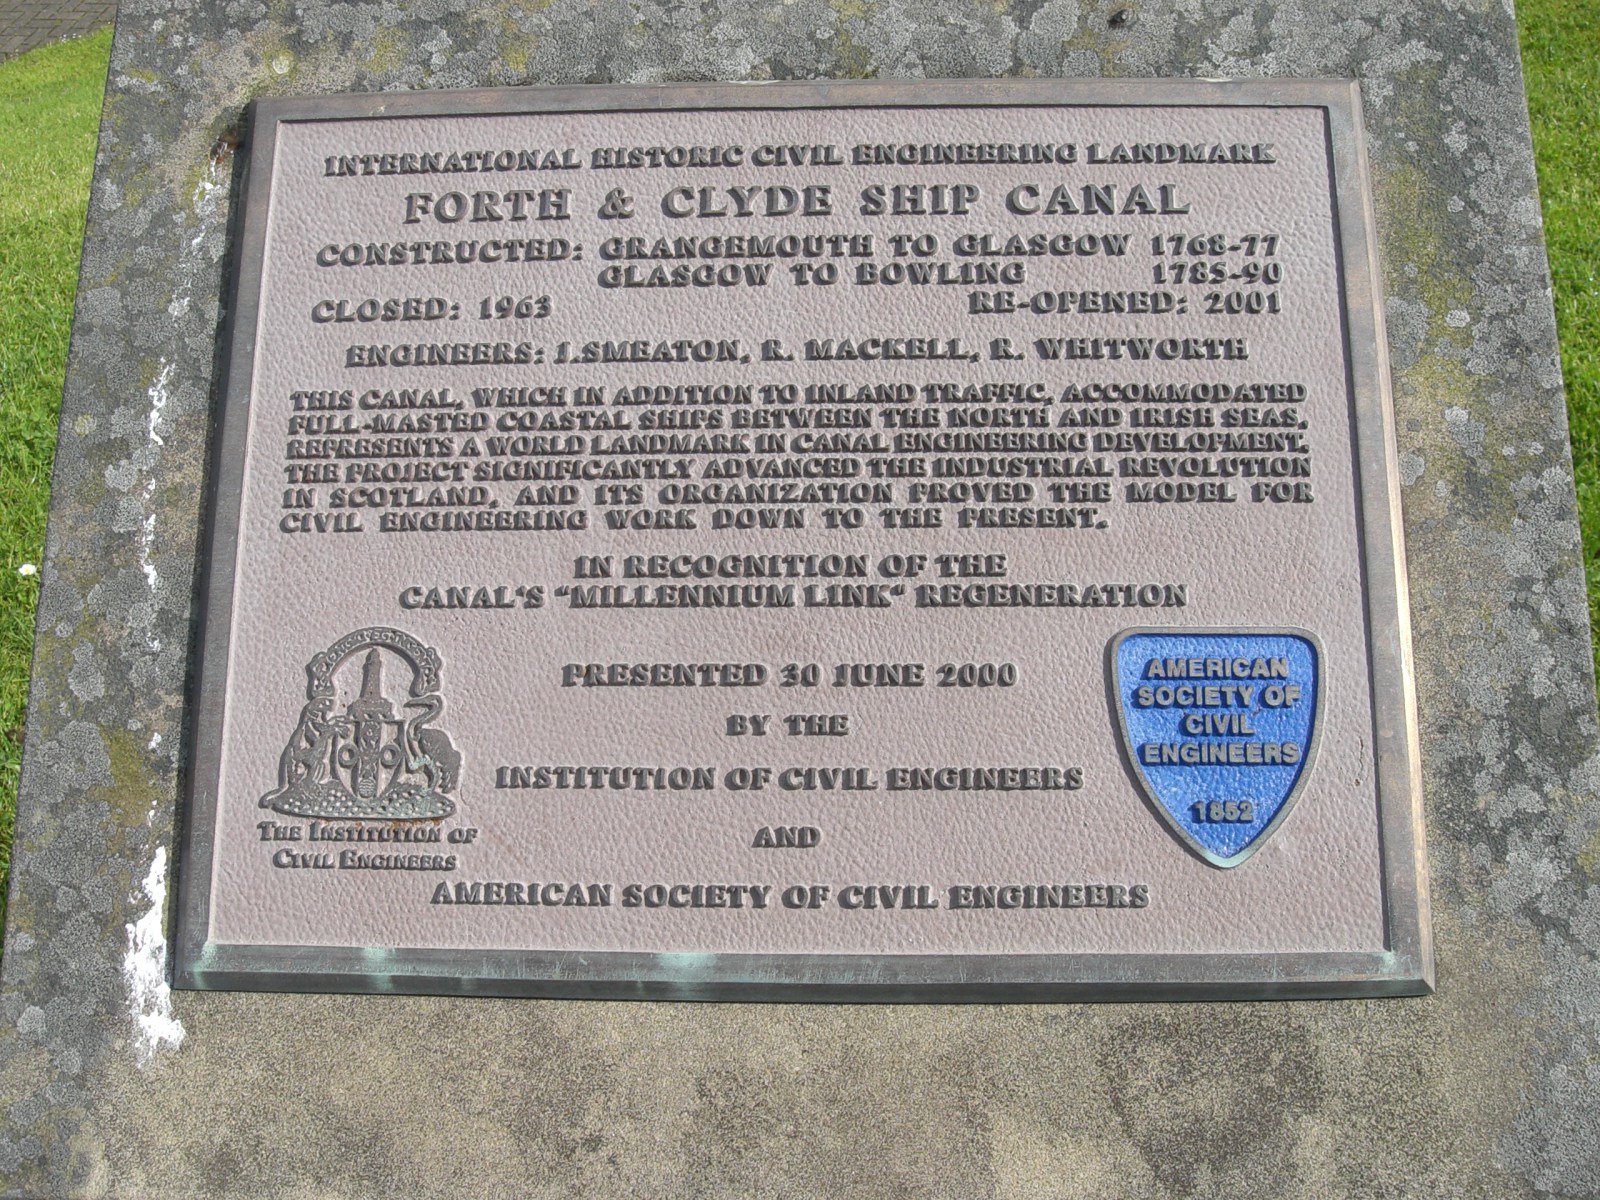 INTERNATIONAL HISTORIC CIVIL ENGINEERING LANDMARK
FORTH & CLYDE SHIP CANAL
CONSTRUCTED: GRANGEMOUTH TO GLASGOW 1768-77
GLASGOW TO BOWLING 1785-90
CLOSED: 1963 RE-OPENED: 2001
ENGINEERS: J.SMEATON, R. MACKELL, R. WHITWORTH
THIS CANAL, WHICH IN ADDITION TO INLAND TRAFFIC, ACCOMMODATED
FULL-MASTED COASTAL SHIPS BETWEEN THE NORTH AND IRISH SEAS,
REPRESENTS A WORLD LANDMARK IN CANAL ENGINEERING DEVELOPMENT.
THE PROJECT SIGNIFICANTLY ADVANCED THE INDUSTRIAL REVOLUTION
IN SCOTLAND, AND ITS ORGANIZATION PROVED THE MODEL FOR
CIVIL ENGINEERING WORK DOWN TO THE PRESENT.
IN RECOGNITION OF THE
CANAL'S "MILLENNIUM LINK" REGENERATION
PRESENTED 30 JUNE 2000
BY THE
INSTITUTION OF CIVIL ENGINEERS
AND
AMERICAN SOCIETY OF CIVIL ENGINEERS
THE INSTITUTION OF
CIVIL ENGINEERS
AMERICAN
SOCIETY OF
CIVIL
ENGINEERS
1852